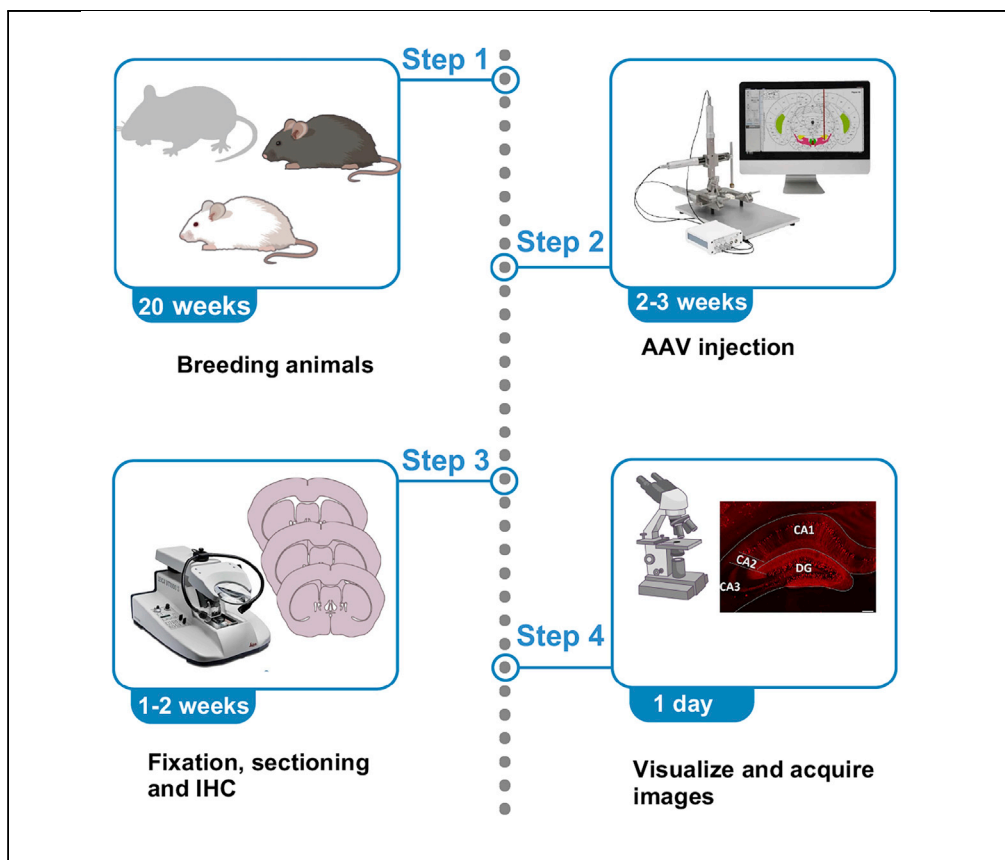 Step 1
20 weeks
Breeding animals
Step 2
2-3 weeks
AAV injection
Step 3
1-2 weeks
Fixation, sectioning
and IHC
Step 4
CA1
CA2
DG
CA3
1 day
Visualize and acquire
images